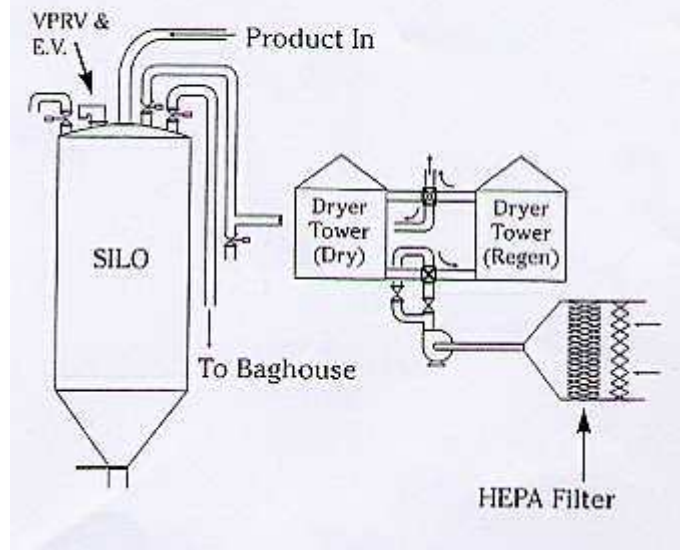 VPRV &
E.V.
Product In
SILO
Dryer
Tower
(Dry)
Dryer
Tower
(Regen)
To Baghouse
HEPA Filter